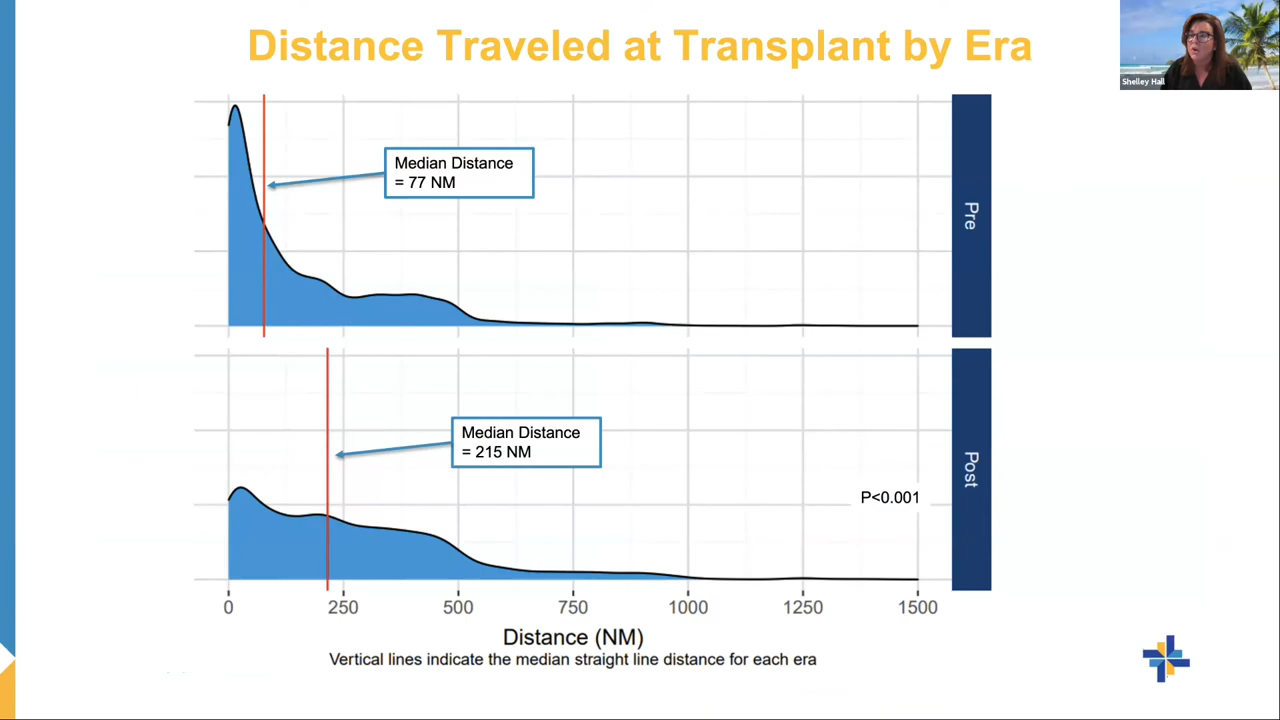 Distance Traveled at Transplant by Era
Shelley Hall
Median Distance
= 77 NM
Pre
Median Distance
= 215 NM
P<0.001
Post
0 250 500 750 1000 1250 1500
Distance (NM)
Vertical lines indicate the median straight line distance for each era